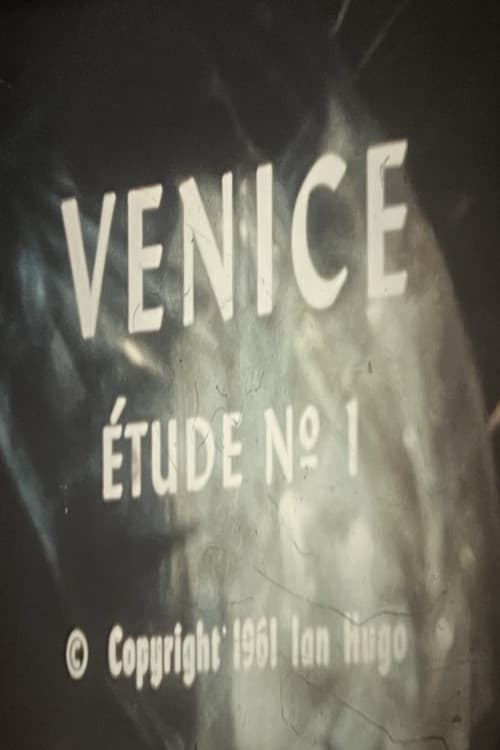 VENICE
ÉTUDE Nº 1
© Copyright 1961 Ian Hugo